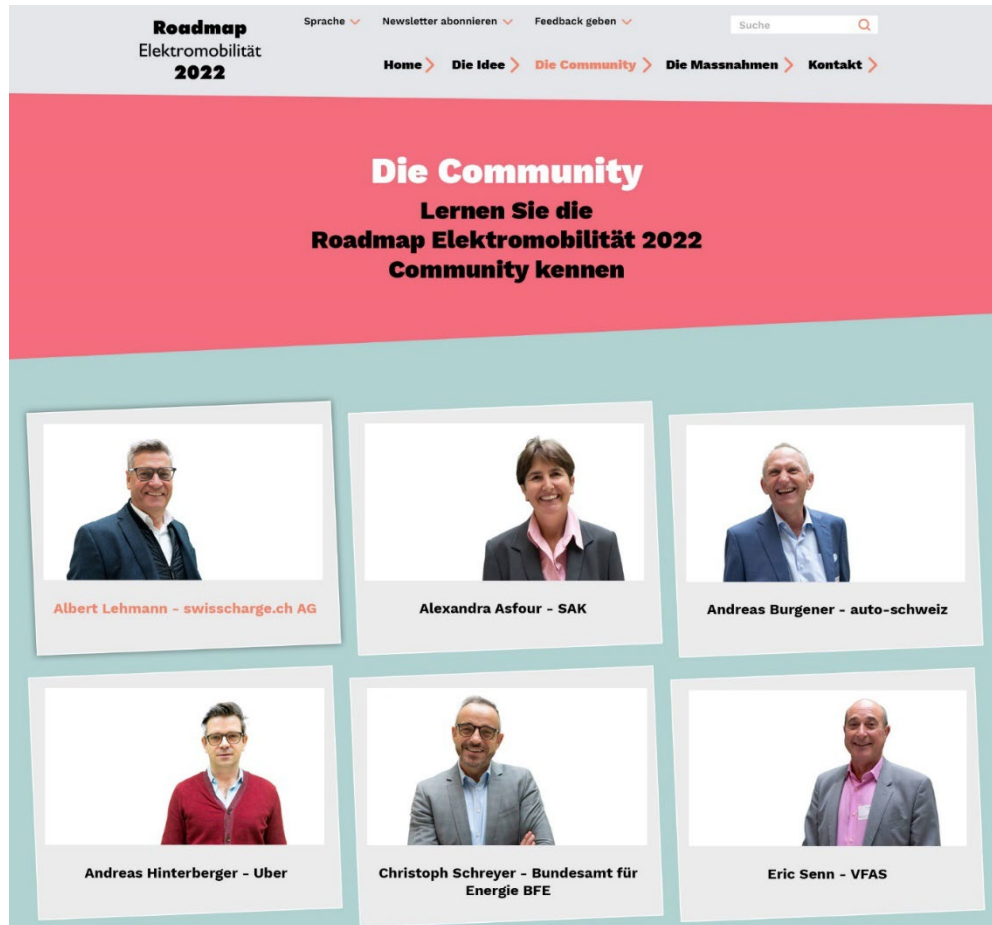 Roadmap
Elektromobilität
2022
Sprache
Newsletter abonnieren
Feedback geben
Suche
Home
Die Idee
Die Community
Die Massnahmen
Kontakt
Die Community
Lernen Sie die
Roadmap Elektromobilität 2022
Community kennen
Albert Lehmann - swisscharge.ch AG
Alexandra Asfour - SAK
Andreas Burgener - auto-schweiz
Andreas Hinterberger - Uber
Christoph Schreyer - Bundesamt für
Energie BFE
Eric Senn - VFAS